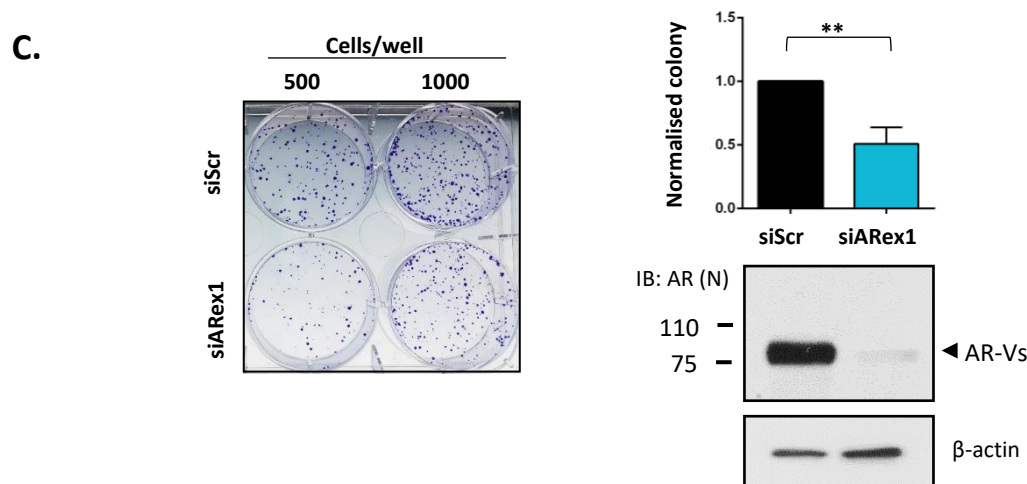 C.
Cells/well
500 1000
siScr
siARex1
Normalised colony
**
1.5
1.0
0.5
0.0
siScr siARex1
IB: AR (N)
110
75
AR-Vs
β-actin